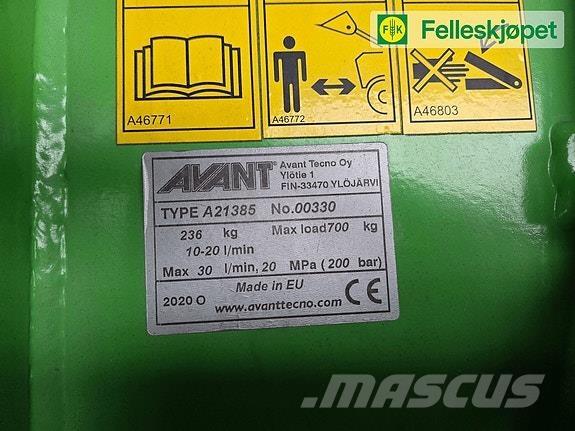 FK Felleskjøpet
A46771
A46772
A46803
AVANT® Avant Tecno Oy
Ylötie 1
FIN-33470 YLÖJÄRVI
TYPE A21385 No.00330
236 kg Max load 700 kg
10-20 l/min
Max 30 l/min, 20 MPa (200 bar)
Made in EU
2020 O www.avanttecno.com CE
MASCUS